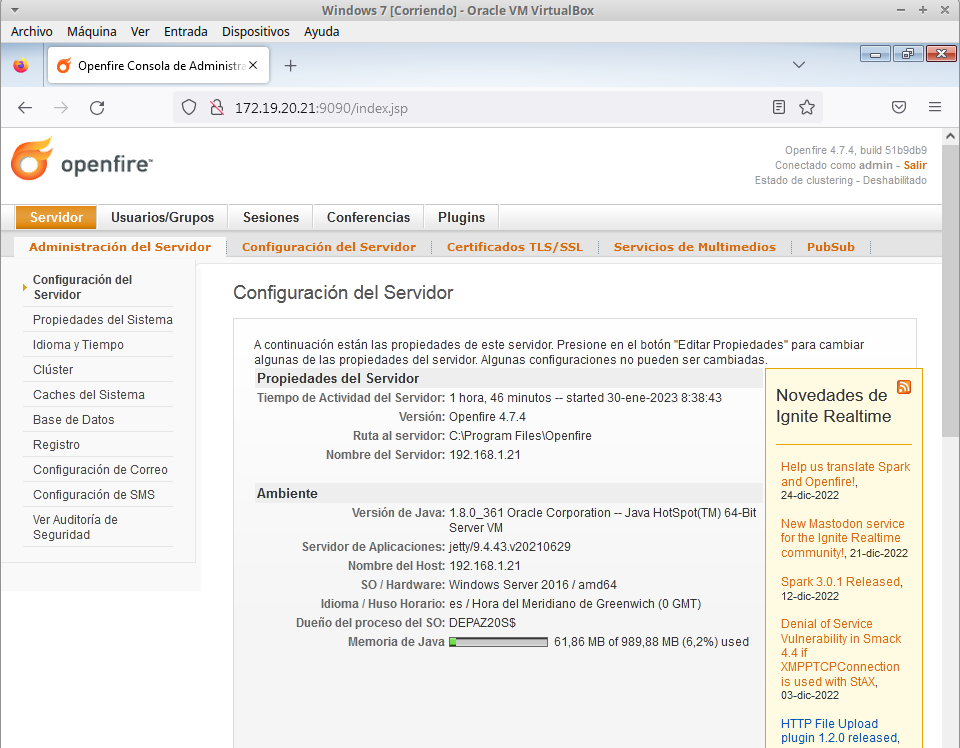 Windows 7 [Corriendo] - Oracle VM VirtualBox
Archivo Máquina Ver Entrada Dispositivos Ayuda
Openfire Consola de Administra
172.19.20.21:9090/index.jsp
openfire™
Openfire 4.7.4, build 51b9db9
Conectado como admin - Salir
Estado de clustering - Deshabilitado
Servidor Usuarios/Grupos Sesiones Conferencias Plugins
Administración del Servidor Configuración del Servidor Certificados TLS/SSL Servicios de Multimedios PubSub
Configuración del
Servidor
Propiedades del Sistema
Idioma y Tiempo
Clúster
Caches del Sistema
Base de Datos
Registro
Configuración de Correo
Configuración de SMS
Ver Auditoría de
Seguridad
Configuración del Servidor
A continuación están las propiedades de este servidor. Presione en el botón "Editar Propiedades" para cambiar
algunas de las propiedades del servidor. Algunas configuraciones no pueden ser cambiadas.
Propiedades del Servidor
Tiempo de Actividad del Servidor: 1 hora, 46 minutos -- started 30-ene-2023 8:38:43
Versión: Openfire 4.7.4
Ruta al servidor: C:\Program Files\Openfire
Nombre del Servidor: 192.168.1.21
Ambiente
Versión de Java: 1.8.0_361 Oracle Corporation -- Java HotSpot(TM) 64-Bit
Server VM
Servidor de Aplicaciones: jetty/9.4.43.v20210629
Nombre del Host: 192.168.1.21
SO / Hardware: Windows Server 2016 / amd64
Idioma / Huso Horario: es / Hora del Meridiano de Greenwich (0 GMT)
Dueño del proceso del SO: DEPAZ20S$
Memoria de Java 61,86 MB of 989,88 MB (6,2%) used
Novedades de
Ignite Realtime
Help us translate Spark
and Openfire!,
24-dic-2022
New Mastodon service
for the Ignite Realtime
community!, 21-dic-2022
Spark 3.0.1 Released,
12-dic-2022
Denial of Service
Vulnerability in Smack
4.4 if
XMPPTCPConnection
is used with StAX,
03-dic-2022
HTTP File Upload
plugin 1.2.0 released,